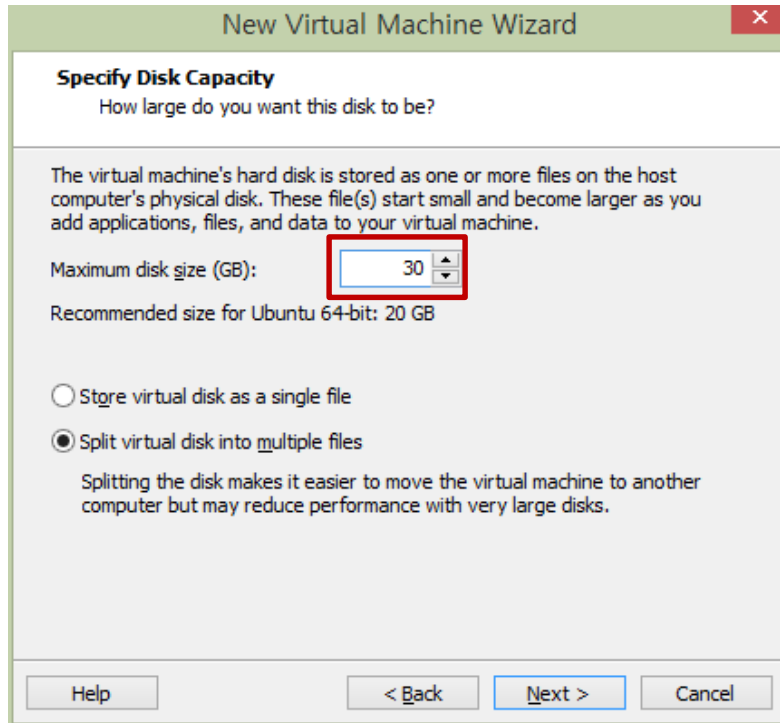 New Virtual Machine Wizard
Specify Disk Capacity
How large do you want this disk to be?
The virtual machine's hard disk is stored as one or more files on the host
computer's physical disk. These file(s) start small and become larger as you
add applications, files, and data to your virtual machine.
Maximum disk size (GB): 30
Recommended size for Ubuntu 64-bit: 20 GB
Store virtual disk as a single file
Split virtual disk into multiple files
Splitting the disk makes it easier to move the virtual machine to another
computer but may reduce performance with very large disks.
Help < Back Next > Cancel